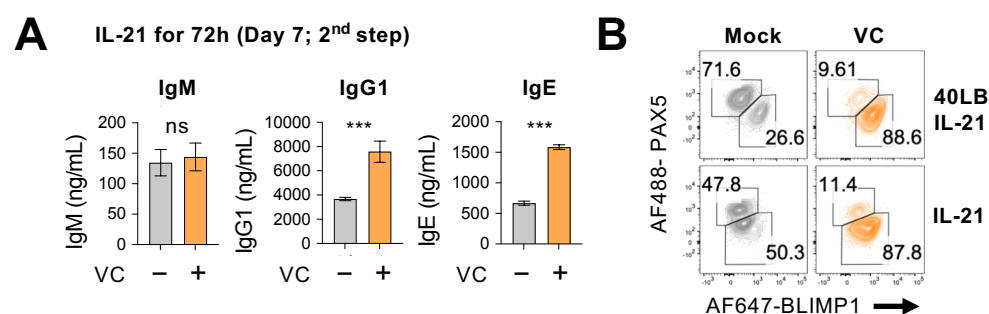 A
IL-21 for 72h (Day 7; 2nd step)
IgM
IgM (ng/mL)
200
150
100
50
0
ns
VC
–
+
IgG1
IgG1 (ng/mL)
10000
8000
6000
4000
2000
0
***
VC
–
+
IgE
IgE (ng/mL)
2000
1500
1000
500
0
***
VC
–
+
B
Mock
VC
AF488- PAX5
71.6
26.6
9.61
88.6
40LB
IL-21
47.8
50.3
11.4
87.8
IL-21
AF647-BLIMP1